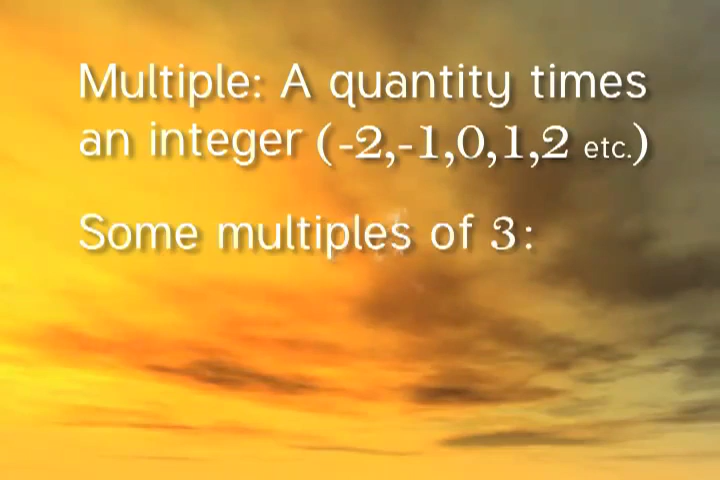 Multiple: A quantity times
an integer (-2,-1,0,1,2 etc.)
Some multiples of 3: